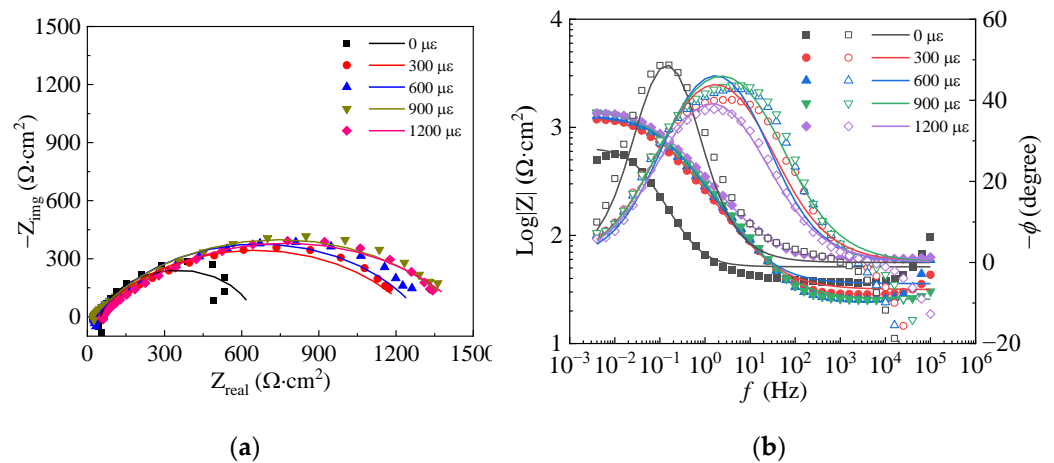 (a)
1500
1200
900
600
300
0
−Z_img (Ω·cm²)
0 με
300 με
600 με
900 με
1200 με
0 300 600 900 1200 1500
Z_real (Ω·cm²)
(a)
(b)
4
3
2
1
Log|Z| (Ω·cm²)
0 με
300 με
600 με
900 με
1200 με
60
40
20
0
−20
−ϕ (degree)
10⁻³ 10⁻² 10⁻¹ 10⁰ 10¹ 10² 10³ 10⁴ 10⁵ 10⁶
f (Hz)
(b)